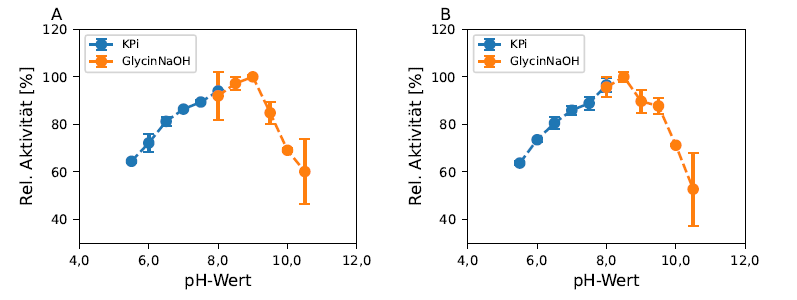 A
120
100
80
60
40
Rel. Aktivität [%]
KPi
GlycinNaOH
4,0 6,0 8,0 10,0 12,0
pH-Wert
B
120
100
80
60
40
Rel. Aktivität [%]
KPi
GlycinNaOH
4,0 6,0 8,0 10,0 12,0
pH-Wert